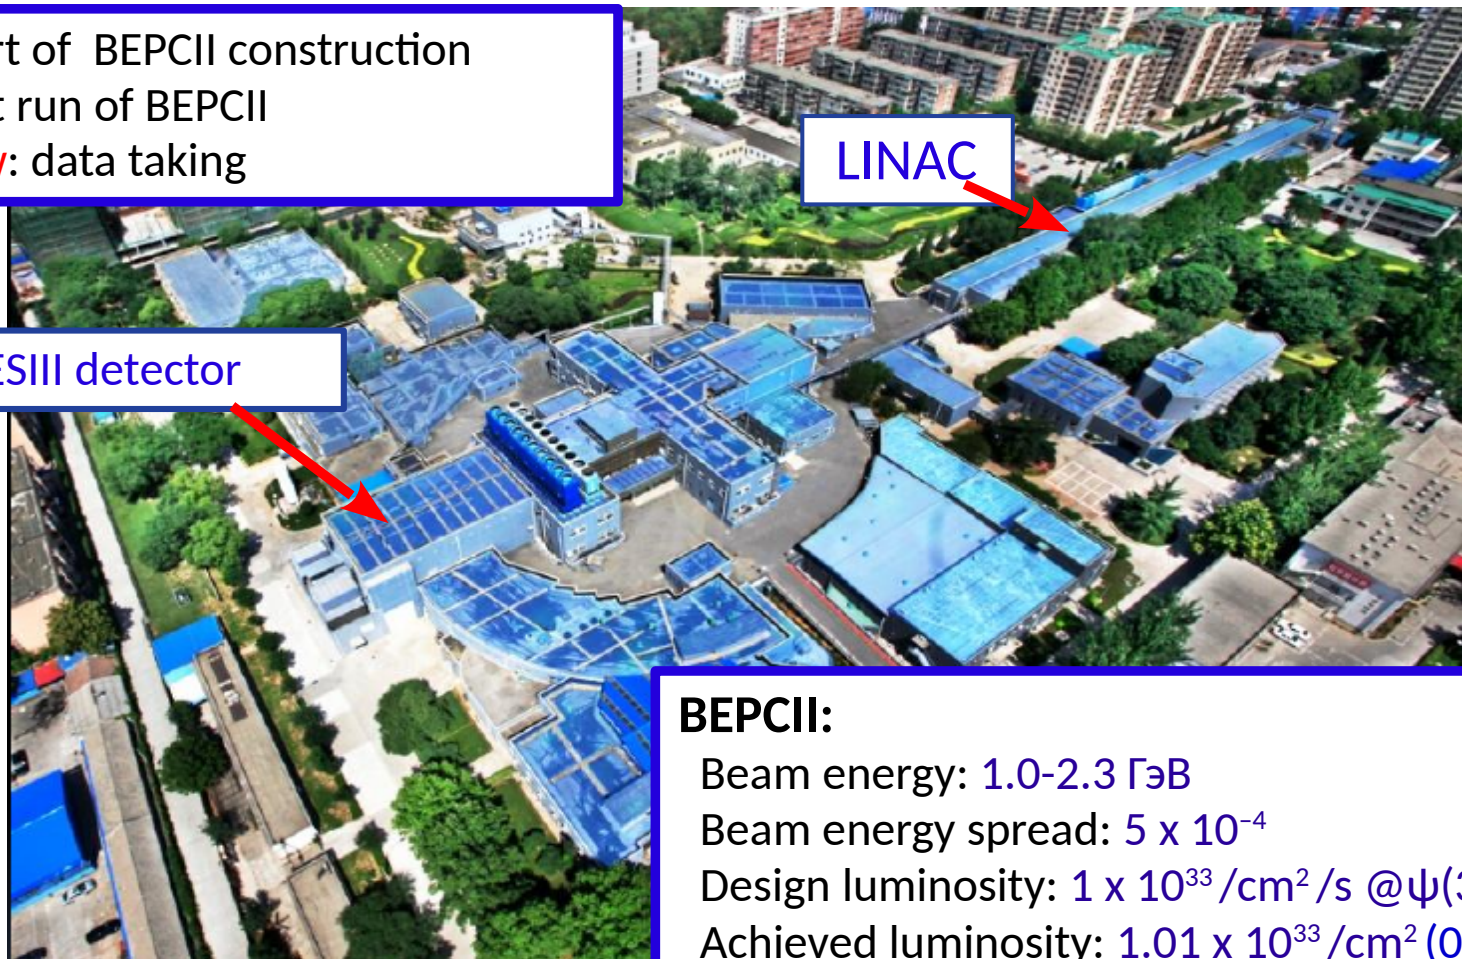 rt of BEPCII construction
t run of BEPCII
: data taking
LINAC
ESIII detector
BEPCII:
Beam energy: 1.0-2.3 ГэВ
Beam energy spread: 5 x 10⁻⁴
Design luminosity: 1 x 10³³ /cm² /s @ψ(3
Achieved luminosity: 1.01 x 10³³ /cm² (0